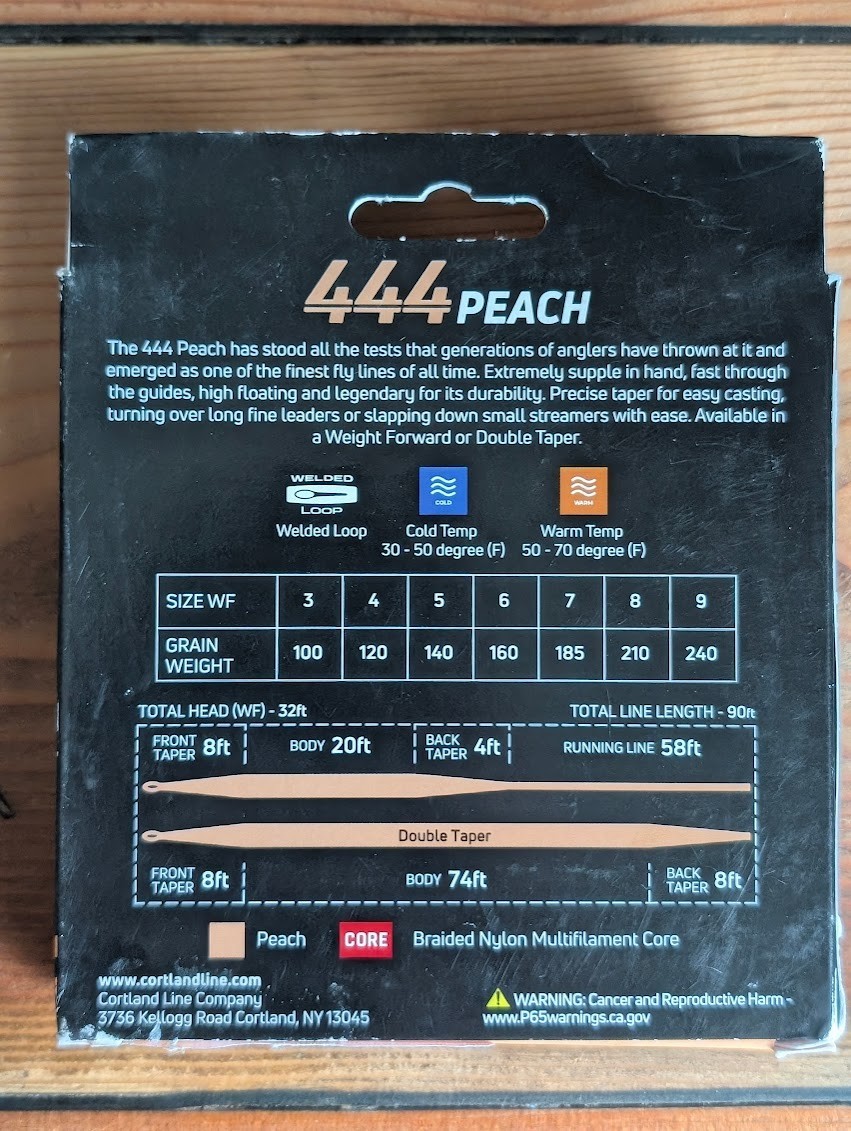 444 PEACH
The 444 Peach has stood all the tests that generations of anglers have thrown at it and
emerged as one of the finest fly lines of all time. Extremely supple in hand, fast through
the guides, high floating and legendary for its durability. Precise taper for easy casting,
turning over long fine leaders or slapping down small streamers with ease. Available in
a Weight Forward or Double Taper.
WELDED
LOOP
COLD
WARM
Welded Loop
Cold Temp
30 - 50 degree (F)
Warm Temp
50 - 70 degree (F)
SIZE WF 3 4 5 6 7 8 9
GRAIN
WEIGHT 100 120 140 160 185 210 240
TOTAL HEAD (WF) - 32ft
TOTAL LINE LENGTH - 90ft
FRONT
TAPER 8ft
BODY 20ft
BACK
TAPER 4ft
RUNNING LINE 58ft
Double Taper
FRONT
TAPER 8ft
BODY 74ft
BACK
TAPER 8ft
Peach
CORE
Braided Nylon Multifilament Core
www.cortlandline.com
Cortland Line Company
3736 Kellogg Road Cortland, NY 13045
WARNING: Cancer and Reproductive Harm -
www.P65warnings.ca.gov